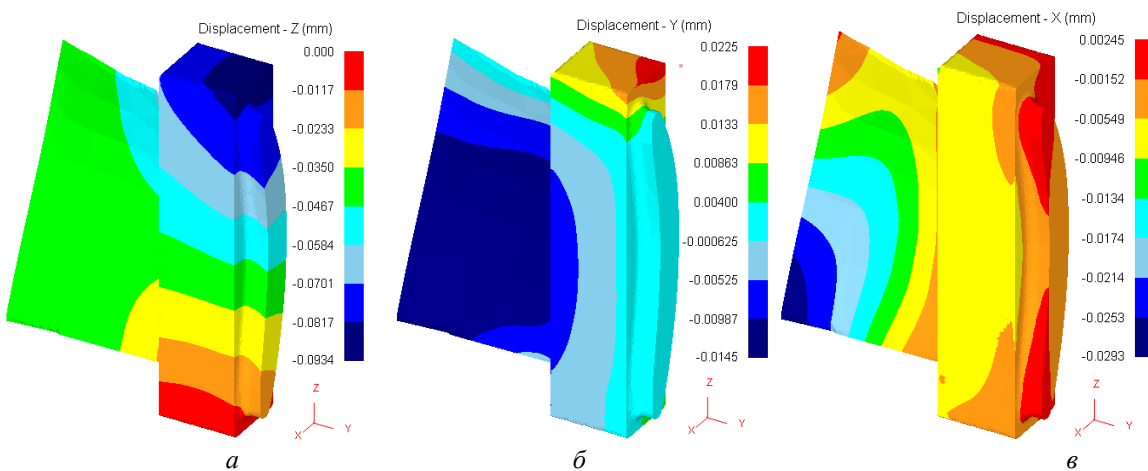 Displacement - Z (mm)
0.000
-0.0117
-0.0233
-0.0350
-0.0467
-0.0584
-0.0701
-0.0817
-0.0934
Z
X
Y
а
Displacement - Y (mm)
0.0225
0.0179
0.0133
0.00863
0.00400
-0.000625
-0.00525
-0.00987
-0.0145
Z
X
Y
б
Displacement - X (mm)
0.00245
-0.00152
-0.00549
-0.00946
-0.0134
-0.0174
-0.0214
-0.0253
-0.0293
Z
X
Y
в